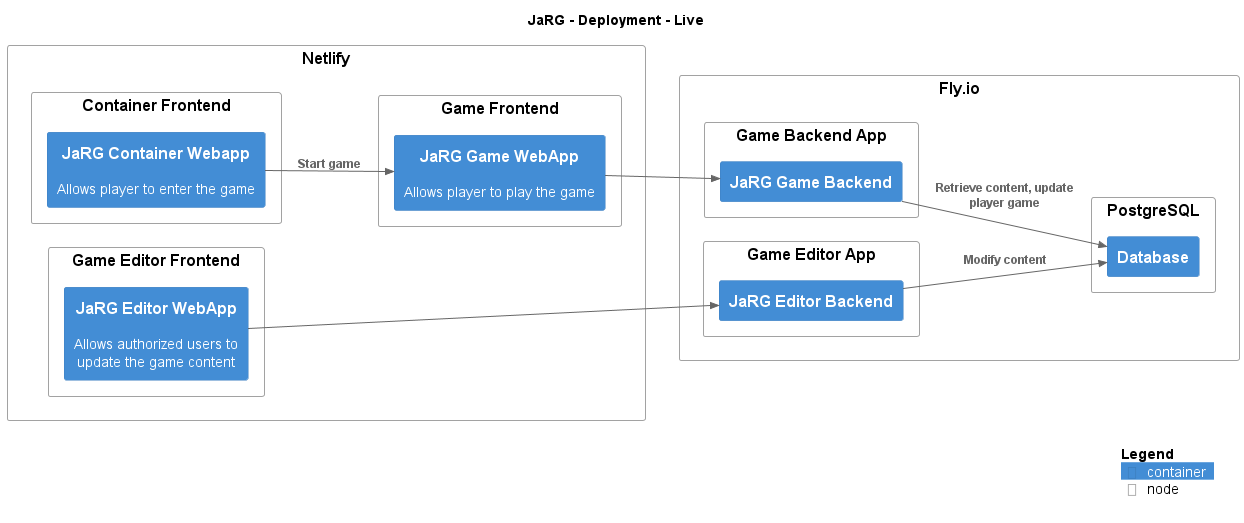 JaRG - Deployment - Live
Netlify
Container Frontend
JaRG Container Webapp
Allows player to enter the game
Start game
Game Frontend
JaRG Game WebApp
Allows player to play the game
Game Editor Frontend
JaRG Editor WebApp
Allows authorized users to
update the game content
Fly.io
Game Backend App
JaRG Game Backend
Retrieve content, update
player game
Game Editor App
JaRG Editor Backend
Modify content
PostgreSQL
Database
Legend
container
node